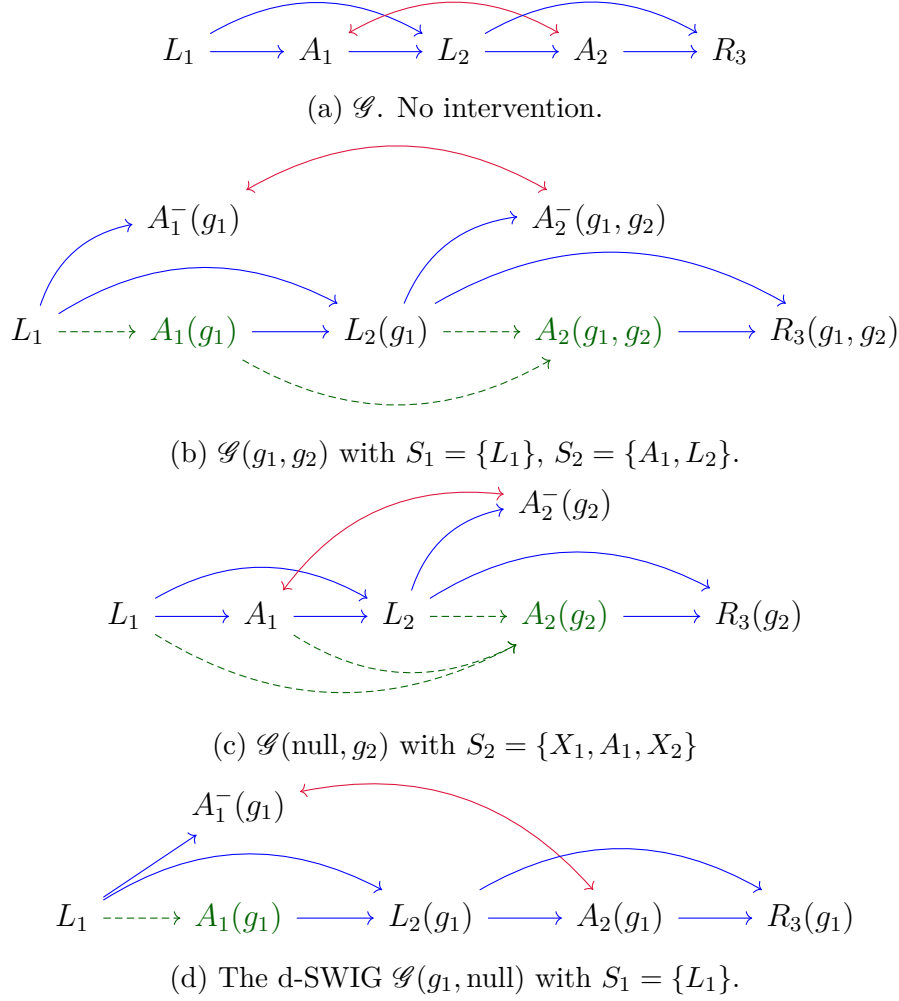 L₁ A₁ L₂ A₂ R₃
(a) 𝒢. No intervention.
A₁⁻(g₁) A₂⁻(g₁, g₂)
L₁ A₁(g₁) L₂(g₁) A₂(g₁, g₂) R₃(g₁, g₂)
(b) 𝒢(g₁, g₂) with S₁ = {L₁}, S₂ = {A₁, L₂}.
A₂⁻(g₂)
L₁ A₁ L₂ A₂(g₂) R₃(g₂)
(c) 𝒢(null, g₂) with S₂ = {X₁, A₁, X₂}
A₁⁻(g₁)
L₁ A₁(g₁) L₂(g₁) A₂(g₁) R₃(g₁)
(d) The d-SWIG 𝒢(g₁, null) with S₁ = {L₁}.